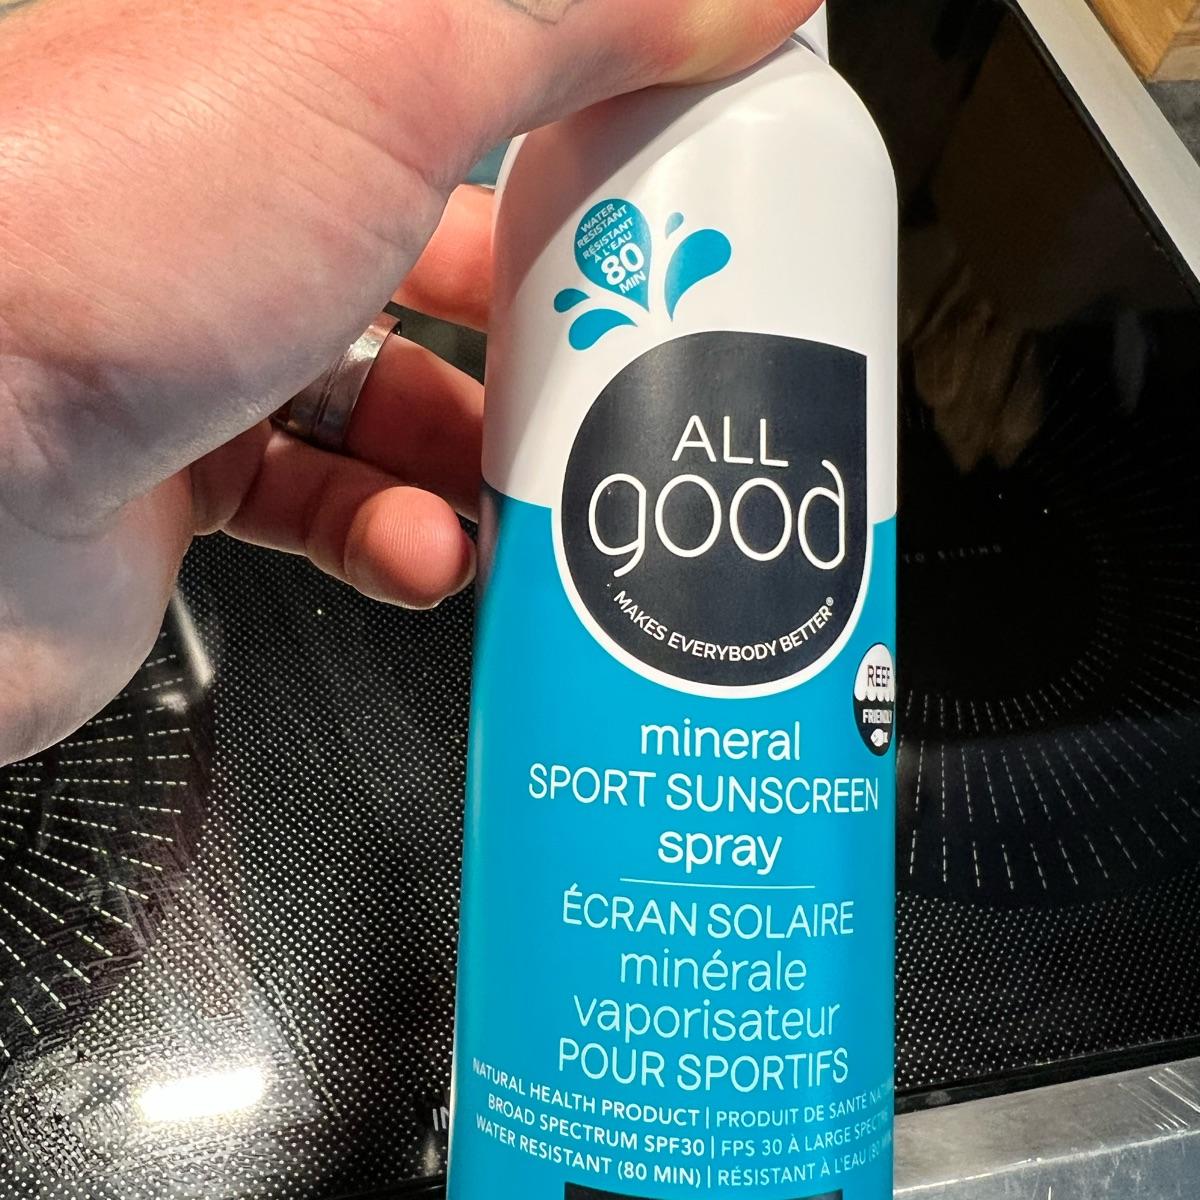 WATER
RESISTANT
RÉSISTANT
À L'EAU
80
MIN
ALL
good
MAKES EVERYBODY BETTER®
REEF
FRIENDLY
mineral
SPORT SUNSCREEN
spray
ÉCRAN SOLAIRE
minérale
vaporisateur
POUR SPORTIFS
NATURAL HEALTH PRODUCT | PRODUIT DE SANTÉ
BROAD SPECTRUM SPF30 | FPS 30 À LARGE
WATER RESISTANT (80 MIN) | RÉSISTANT À L'EAU
TO SIZING